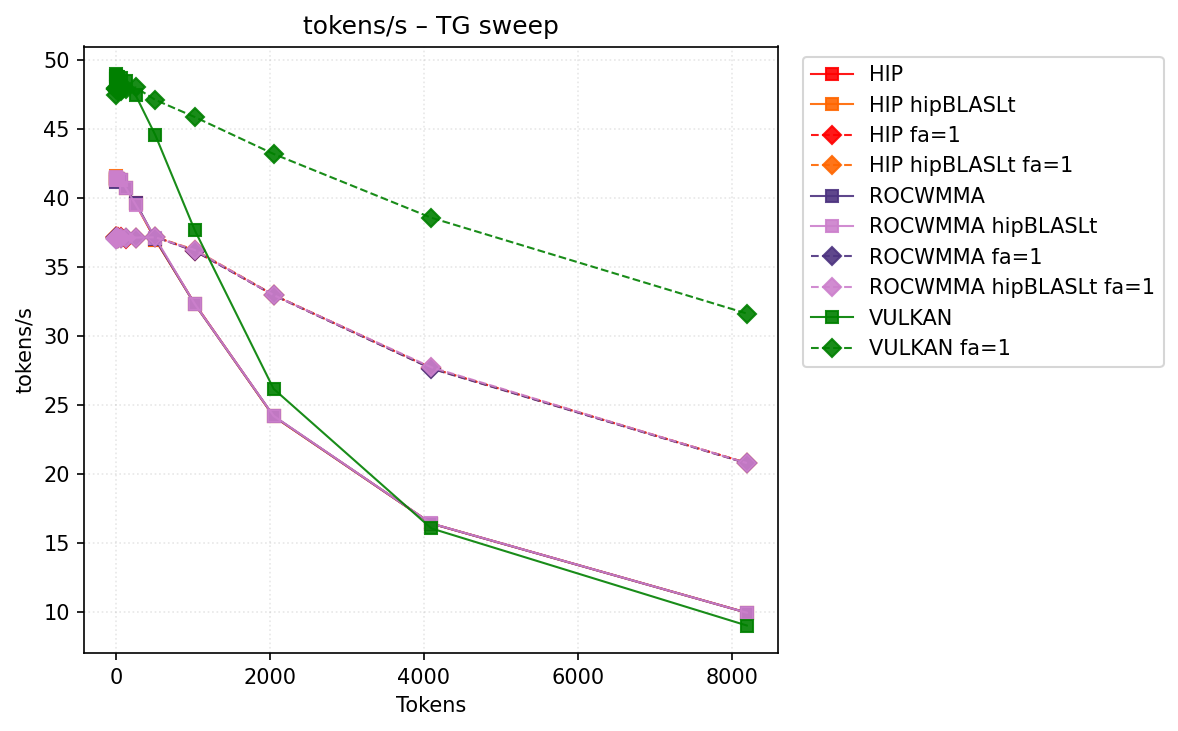 tokens/s – TG sweep
50
45
40
35
30
25
20
15
10
tokens/s
0
2000
4000
6000
8000
Tokens
HIP
HIP hipBLASLt
HIP fa=1
HIP hipBLASLt fa=1
ROCWMMA
ROCWMMA hipBLASLt
ROCWMMA fa=1
ROCWMMA hipBLASLt fa=1
VULKAN
VULKAN fa=1